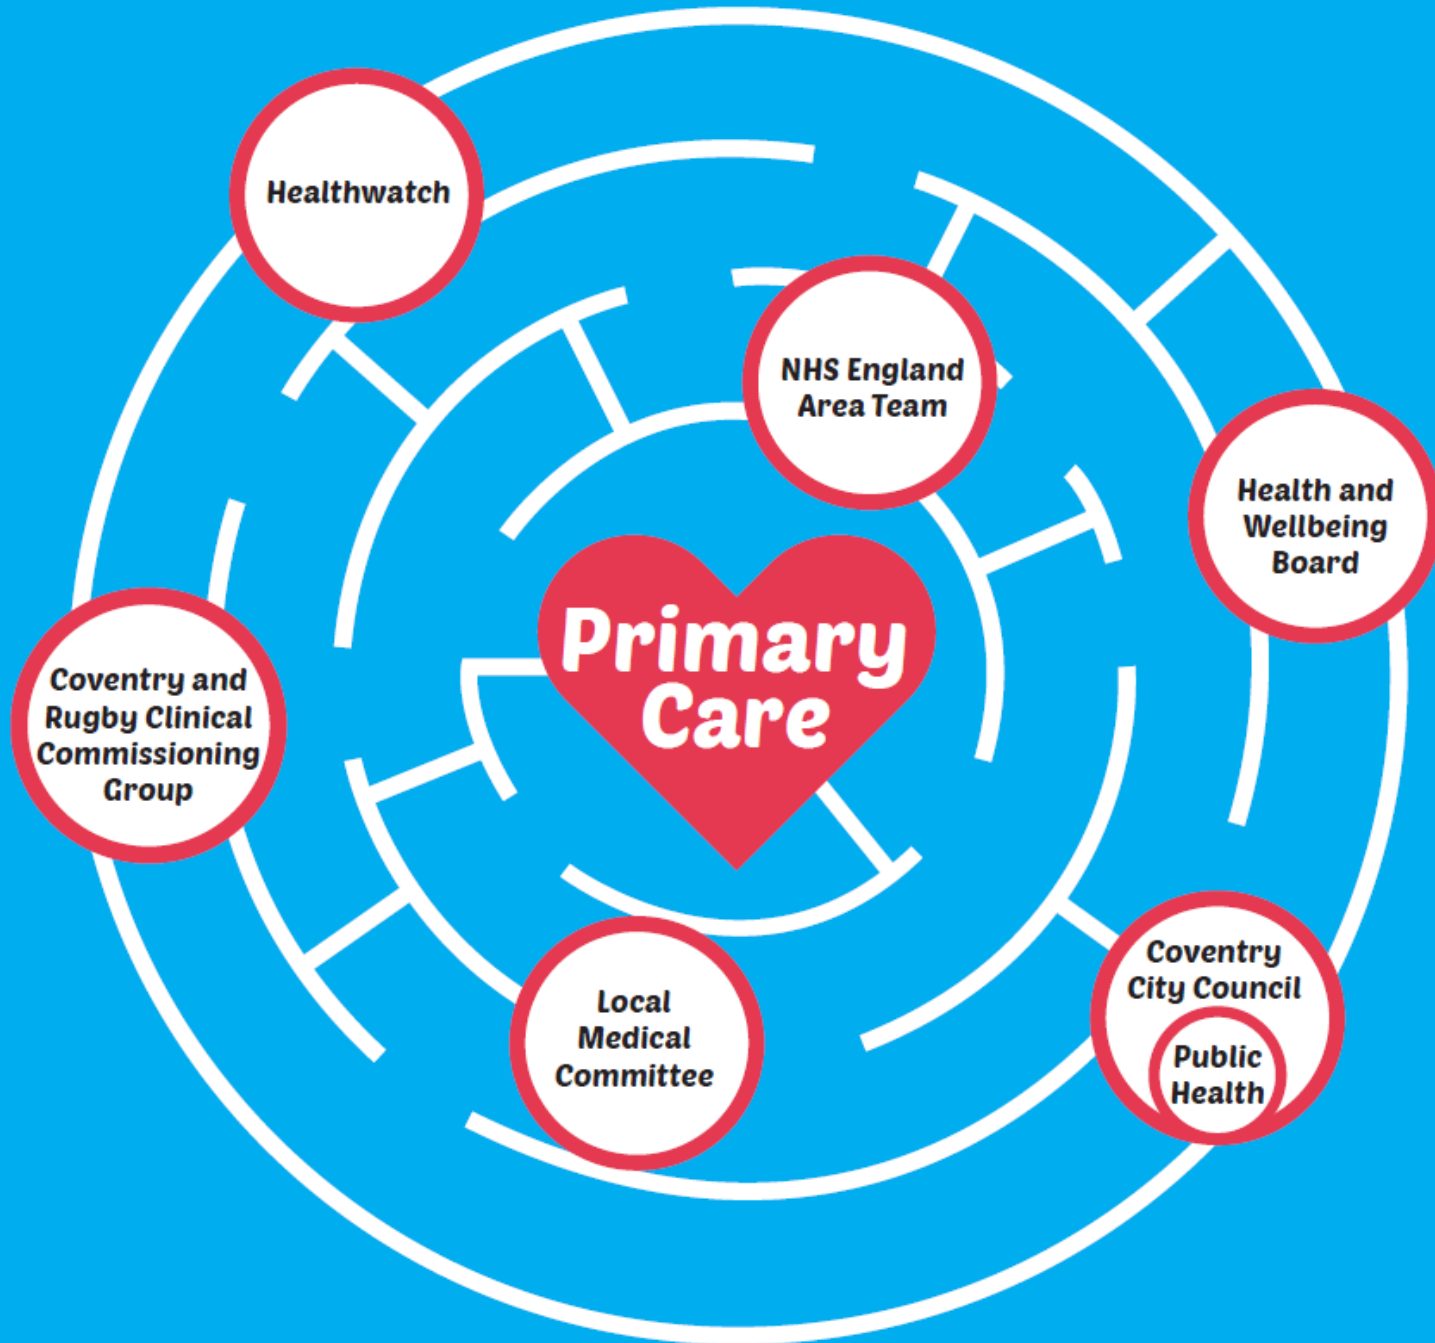 Healthwatch
NHS England
Area Team
Health and
Wellbeing
Board
Primary
Care
Coventry and
Rugby Clinical
Commissioning
Group
Local
Medical
Committee
Coventry
City Council
Public
Health